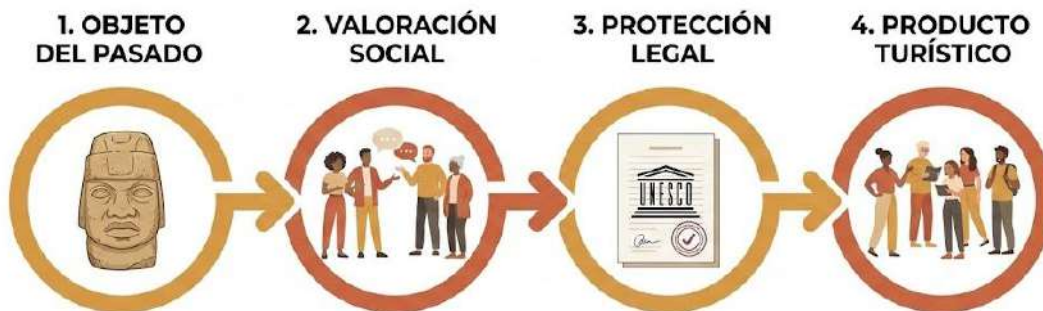 1. OBJETO
DEL PASADO
2. VALORACIÓN
SOCIAL
3. PROTECCIÓN
LEGAL
4. PRODUCTO
TURÍSTICO
UNESCO